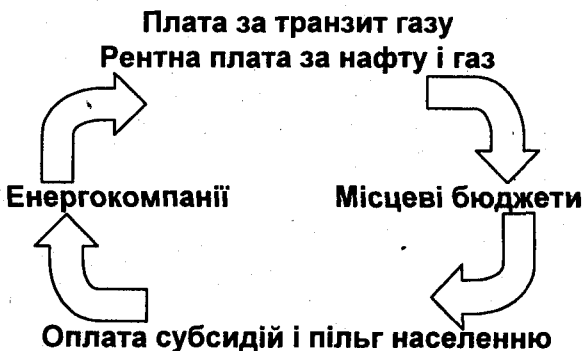 Плата за транзит газу
Рентна плата за нафту і газ
Енергокомпанії
Місцеві бюджети
Оплата субсидій і пільг населенню